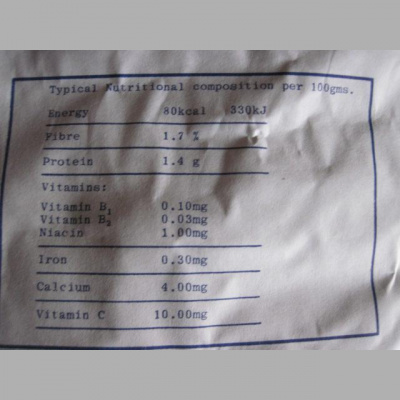 Typical Nutritional composition per 100gms.
Energy 80kcal 330kJ
Fibre 1.7 %
Protein 1.4 g
Vitamins:
Vitamin B1 0.10mg
Vitamin B2 0.03mg
Niacin 1.00mg
Iron 0.30mg
Calcium 4.00mg
Vitamin C 10.00mg